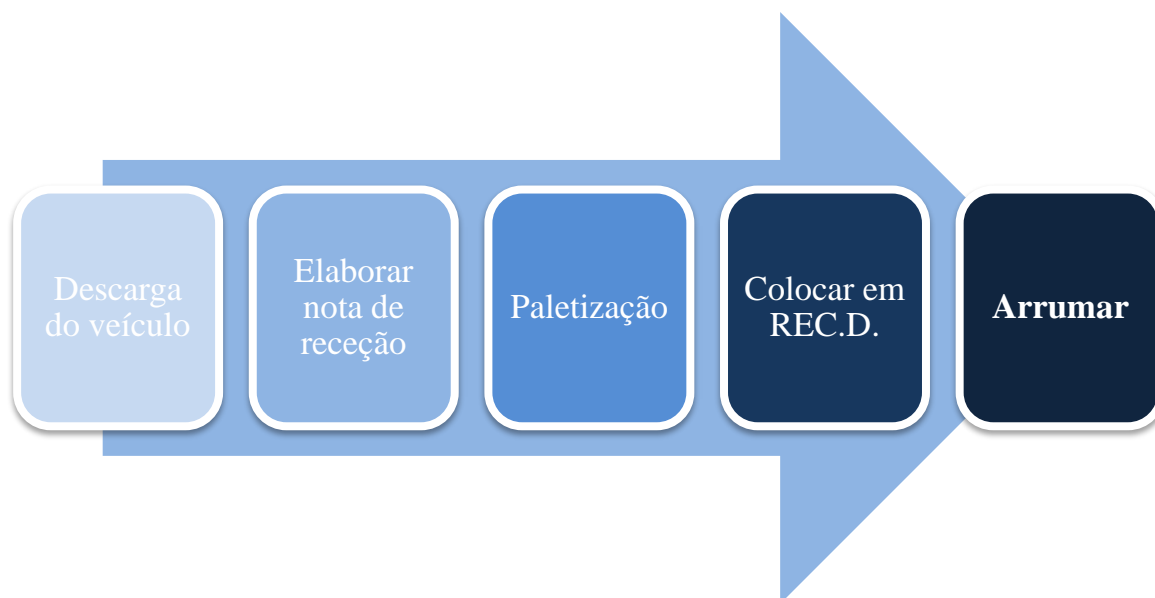 Descarga
do veículo
Elaborar
nota de
receção
Paletização
Colocar em
REC.D.
Arrumar